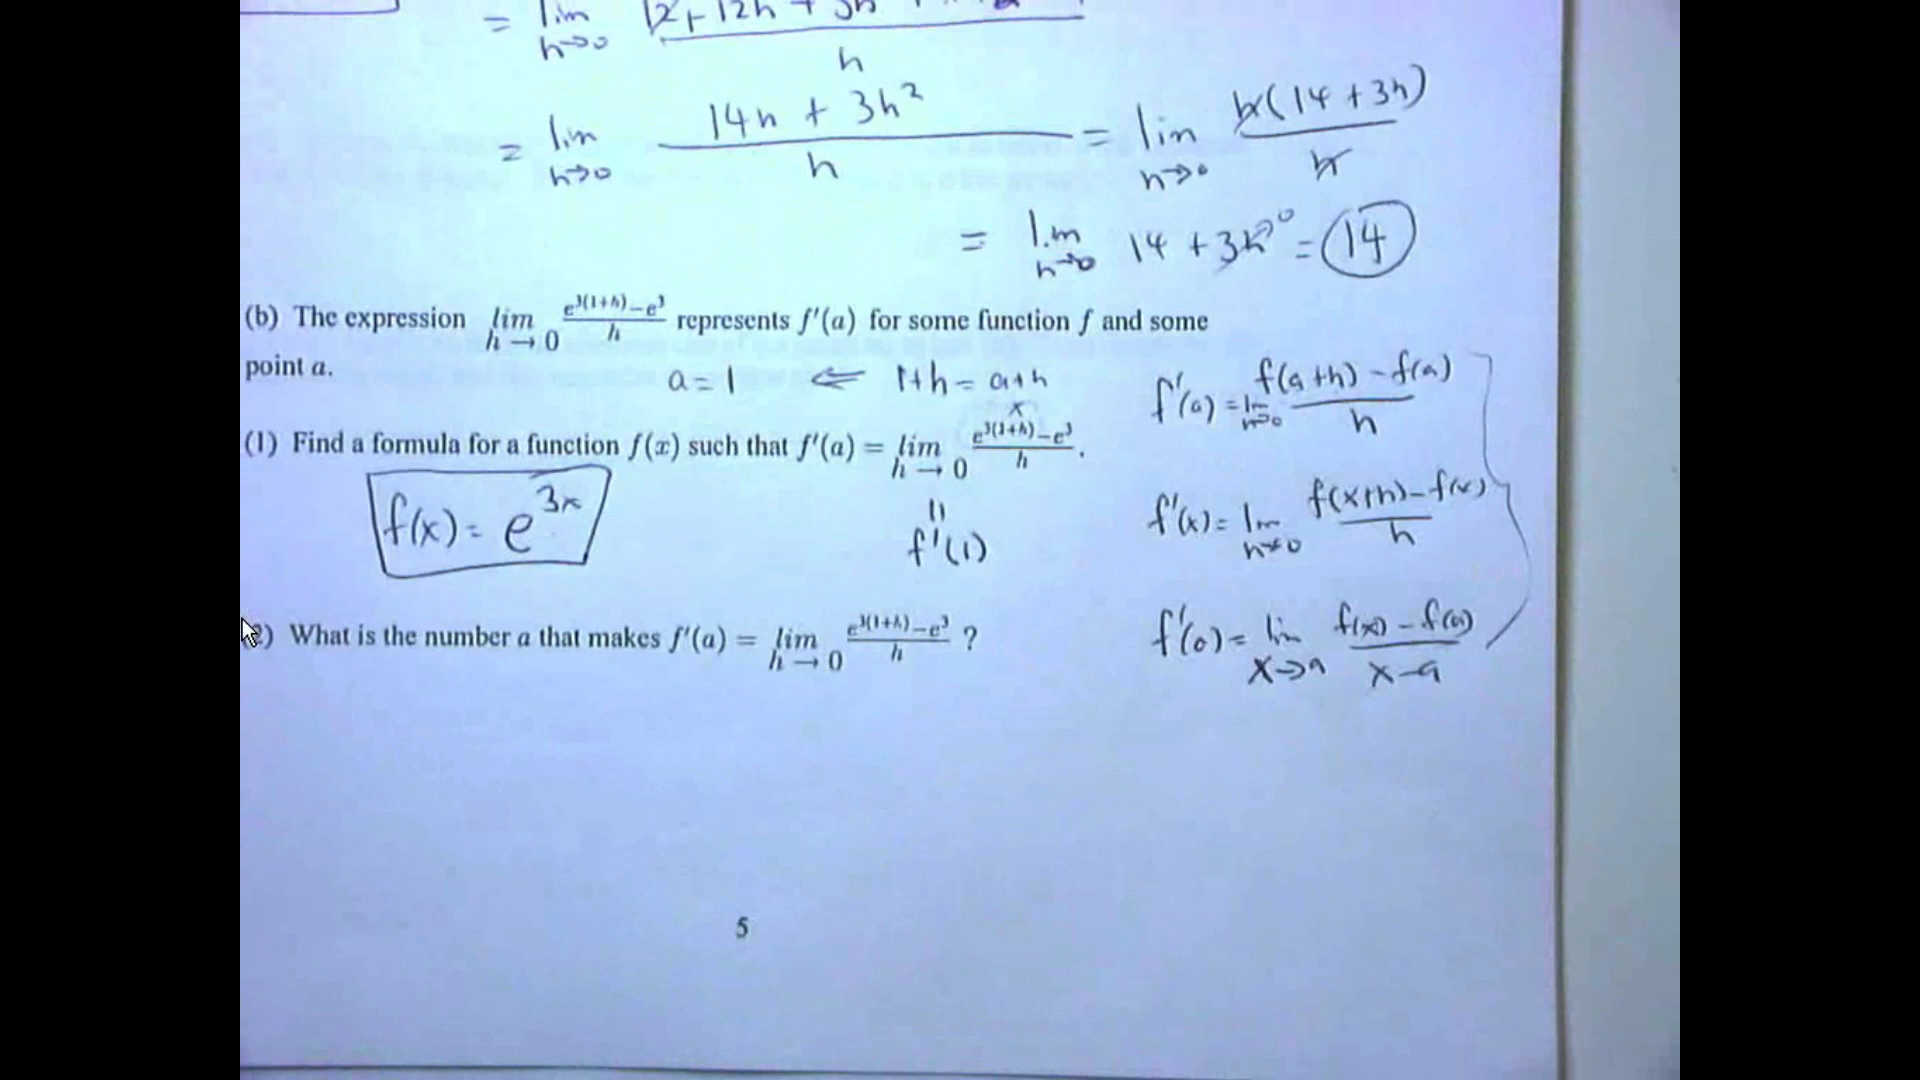 = lim h→0 12 + 12h + 3h
h
= lim h→0 (14h + 3h²)/h = lim h→0 h(14 + 3h)/h
= lim h→0 14 + 3h⁰ = 14
(b) The expression lim h→0 (e^{3(1+h)} − e³)/h represents f′(a) for some function f and some
point a.
a = 1 ⇐ 1+h = a+h
f′(a) = lim h→0 (f(a+h) − f(a))/h
x
(1) Find a formula for a function f(x) such that f′(a) = lim h→0 (e^{3(1+h)} − e³)/h.
f(x) = e^{3x}
=
f′(1)
f′(x) = lim h→0 (f(x+h) − f(x))/h
2) What is the number a that makes f′(a) = lim h→0 (e^{3(1+h)} − e³)/h ?
f′(a) = lim x→a (f(x) − f(a))/(x−a)
5